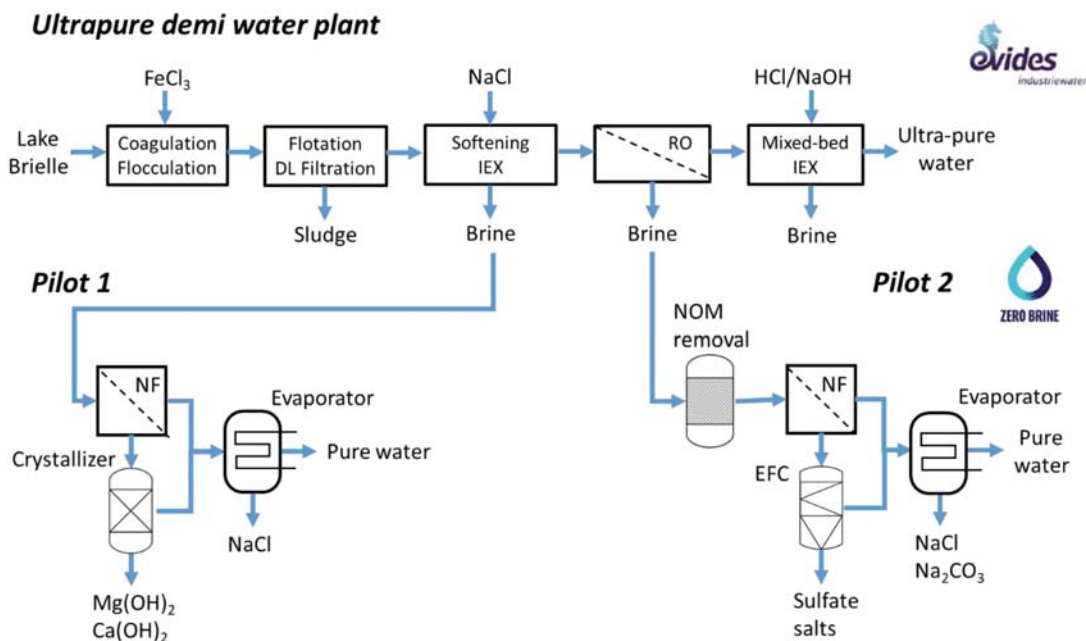 Ultrapure demi water plant
evides
industriewater
FeCl₃
NaCl
HCl/NaOH
Lake
Brielle
Coagulation
Flocculation
Flotation
DL Filtration
Softening
IEX
RO
Mixed-bed
IEX
Ultra-pure
water
Sludge
Brine
Brine
Brine
Pilot 1
Pilot 2
ZERO BRINE
NF
Evaporator
Pure water
Crystallizer
NaCl
Mg(OH)₂
Ca(OH)₂
NOM
removal
NF
Evaporator
Pure
water
EFC
NaCl
Na₂CO₃
Sulfate
salts